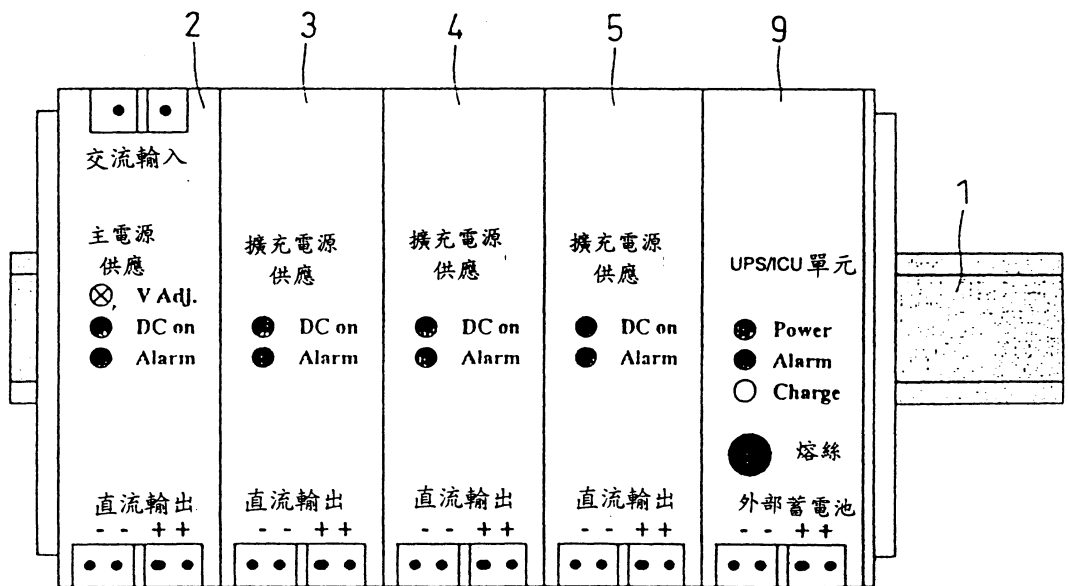 2
3
4
5
9
1
交流輸入
主電源
供應
V Adj.
DC on
Alarm
直流輸出
- - + +
擴充電源
供應
DC on
Alarm
直流輸出
- - + +
擴充電源
供應
DC on
Alarm
直流輸出
- - + +
擴充電源
供應
DC on
Alarm
直流輸出
- - + +
UPS/ICU 單元
Power
Alarm
Charge
熔絲
外部蓄電池
- - + +